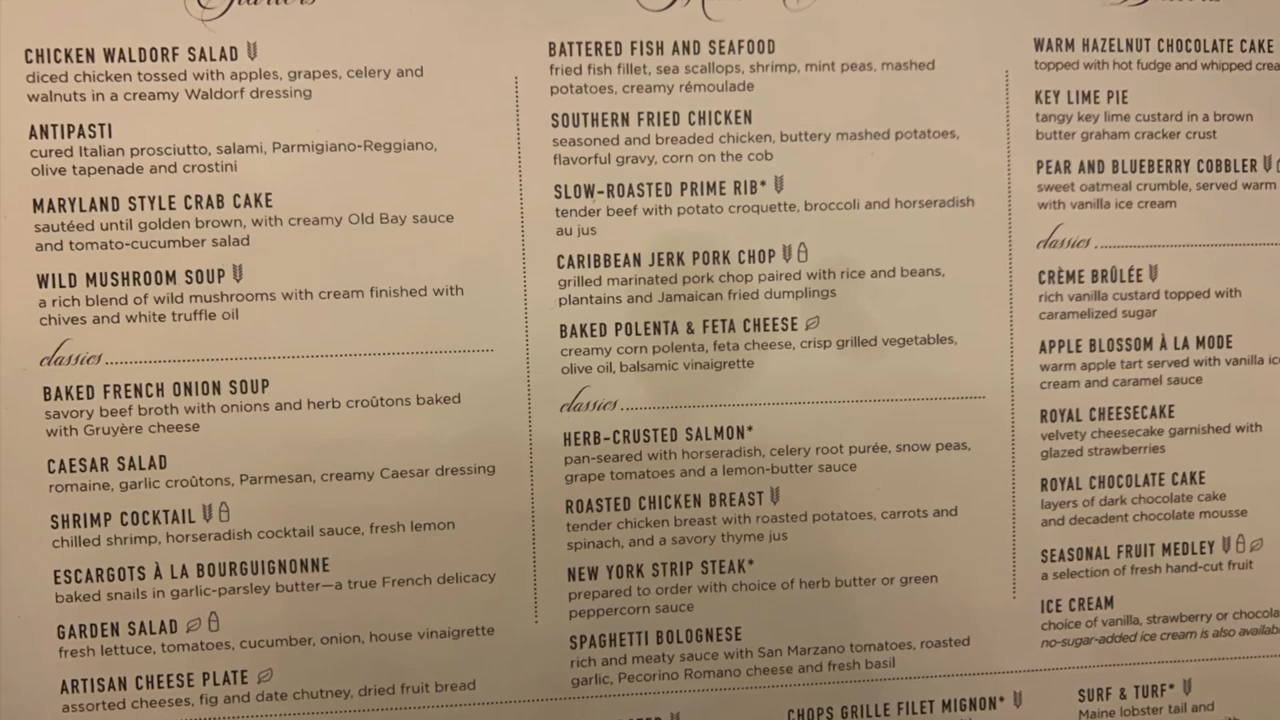 Starters
CHICKEN WALDORF SALAD
diced chicken tossed with apples, grapes, celery and
walnuts in a creamy Waldorf dressing
ANTIPASTI
cured Italian prosciutto, salami, Parmigiano-Reggiano,
olive tapenade and crostini
MARYLAND STYLE CRAB CAKE
sautéed until golden brown, with creamy Old Bay sauce
and tomato-cucumber salad
WILD MUSHROOM SOUP
a rich blend of wild mushrooms with cream finished with
chives and white truffle oil
classics
BAKED FRENCH ONION SOUP
savory beef broth with onions and herb croûtons baked
with Gruyère cheese
CAESAR SALAD
romaine, garlic croûtons, Parmesan, creamy Caesar dressing
SHRIMP COCKTAIL
chilled shrimp, horseradish cocktail sauce, fresh lemon
ESCARGOTS À LA BOURGUIGNONNE
baked snails in garlic-parsley butter—a true French delicacy
GARDEN SALAD
fresh lettuce, tomatoes, cucumber, onion, house vinaigrette
ARTISAN CHEESE PLATE
assorted cheeses, fig and date chutney, dried fruit bread
BATTERED FISH AND SEAFOOD
fried fish fillet, sea scallops, shrimp, mint peas, mashed
potatoes, creamy rémoulade
SOUTHERN FRIED CHICKEN
seasoned and breaded chicken, buttery mashed potatoes,
flavorful gravy, corn on the cob
SLOW-ROASTED PRIME RIB*
tender beef with potato croquette, broccoli and horseradish
au jus
CARIBBEAN JERK PORK CHOP
grilled marinated pork chop paired with rice and beans,
plantains and Jamaican fried dumplings
BAKED POLENTA & FETA CHEESE
creamy corn polenta, feta cheese, crisp grilled vegetables,
olive oil, balsamic vinaigrette
classics
HERB-CRUSTED SALMON*
pan-seared with horseradish, celery root purée, snow peas,
grape tomatoes and a lemon-butter sauce
ROASTED CHICKEN BREAST
tender chicken breast with roasted potatoes, carrots and
spinach, and a savory thyme jus
NEW YORK STRIP STEAK*
prepared to order with choice of herb butter or green
peppercorn sauce
SPAGHETTI BOLOGNESE
rich and meaty sauce with San Marzano tomatoes, roasted
garlic, Pecorino Romano cheese and fresh basil
WARM HAZELNUT CHOCOLATE CAKE
topped with hot fudge and whipped crea
KEY LIME PIE
tangy key lime custard in a brown
butter graham cracker crust
PEAR AND BLUEBERRY COBBLER
sweet oatmeal crumble, served warm
with vanilla ice cream
classics
CRÈME BRÛLÉE
rich vanilla custard topped with
caramelized sugar
APPLE BLOSSOM À LA MODE
warm apple tart served with vanilla ic
cream and caramel sauce
ROYAL CHEESECAKE
velvety cheesecake garnished with
glazed strawberries
ROYAL CHOCOLATE CAKE
layers of dark chocolate cake
and decadent chocolate mousse
SEASONAL FRUIT MEDLEY
a selection of fresh hand-cut fruit
ICE CREAM
choice of vanilla, strawberry or chocola
no-sugar-added ice cream is also availab
CHOPS GRILLE FILET MIGNON*
SURF & TURF*
Maine lobster tail and